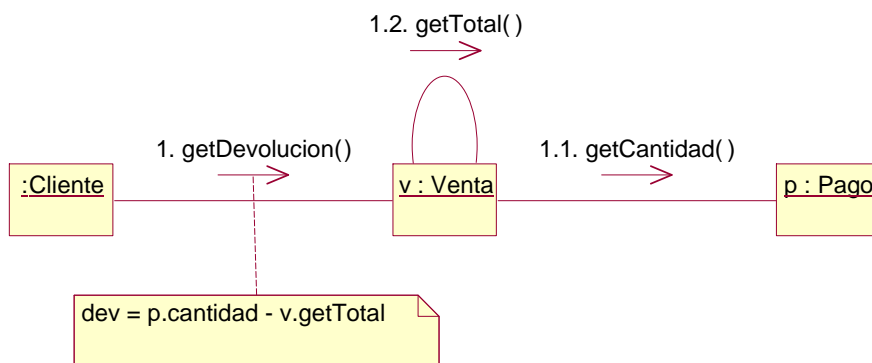 1.2. getTotal( )
1. getDevolucion()
1.1. getCantidad( )
:Cliente
v : Venta
p : Pago
dev = p.cantidad - v.getTotal